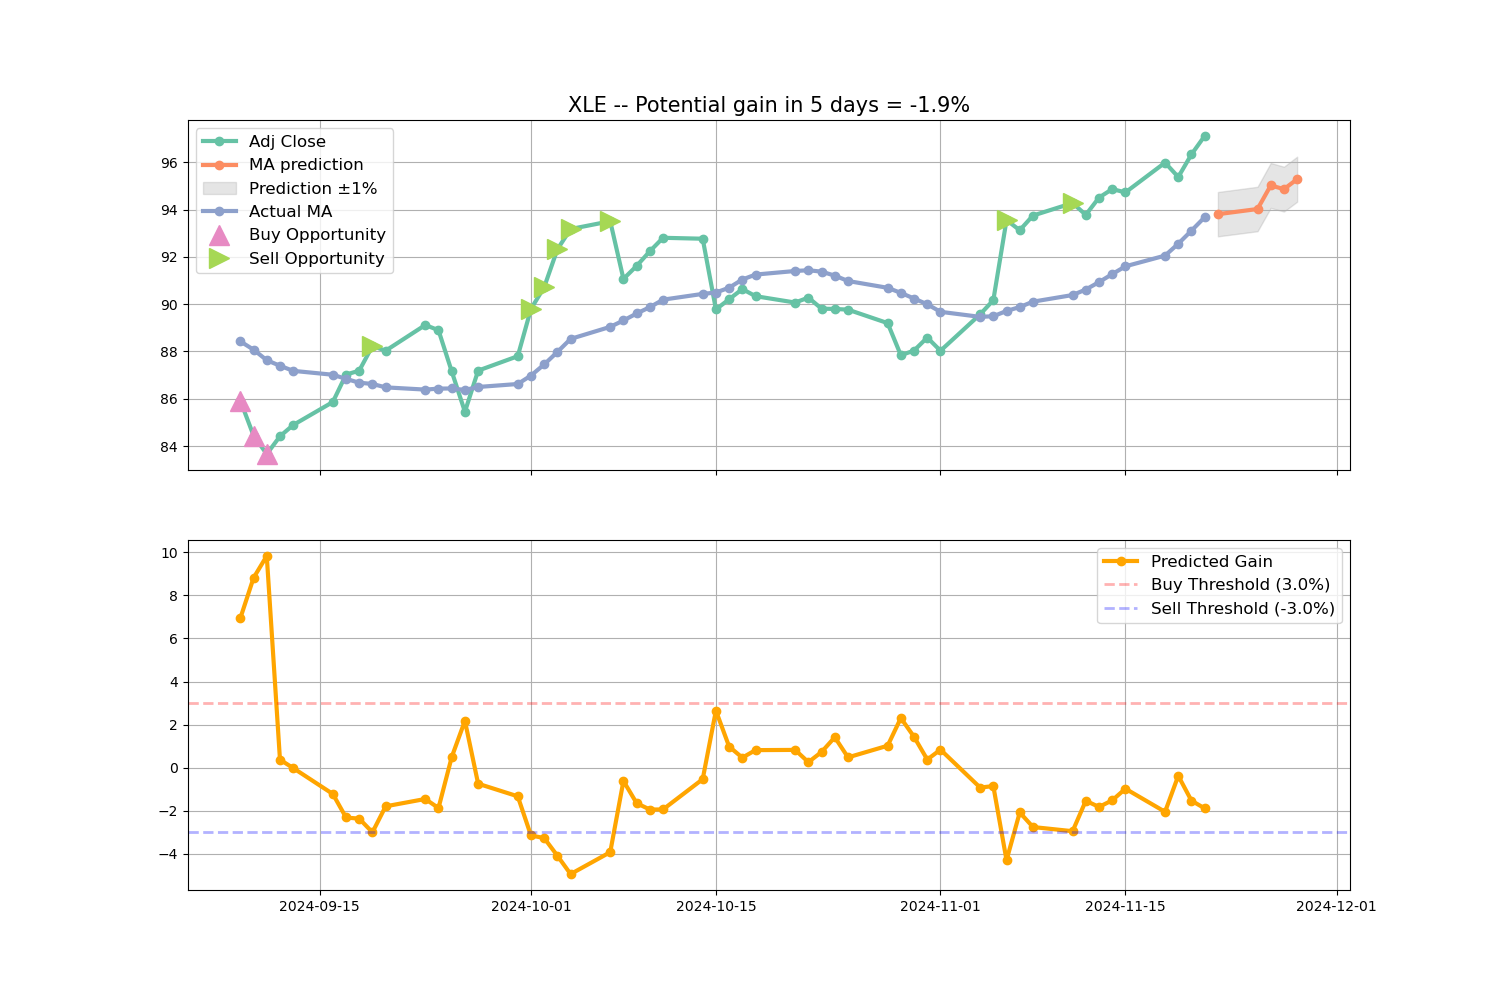 XLE -- Potential gain in 5 days = -1.9%
Adj Close
MA prediction
Prediction ±1%
Actual MA
Buy Opportunity
Sell Opportunity
96
94
92
90
88
86
84
Predicted Gain
Buy Threshold (3.0%)
Sell Threshold (-3.0%)
10
8
6
4
2
0
−2
−4
2024-09-15
2024-10-01
2024-10-15
2024-11-01
2024-11-15
2024-12-01